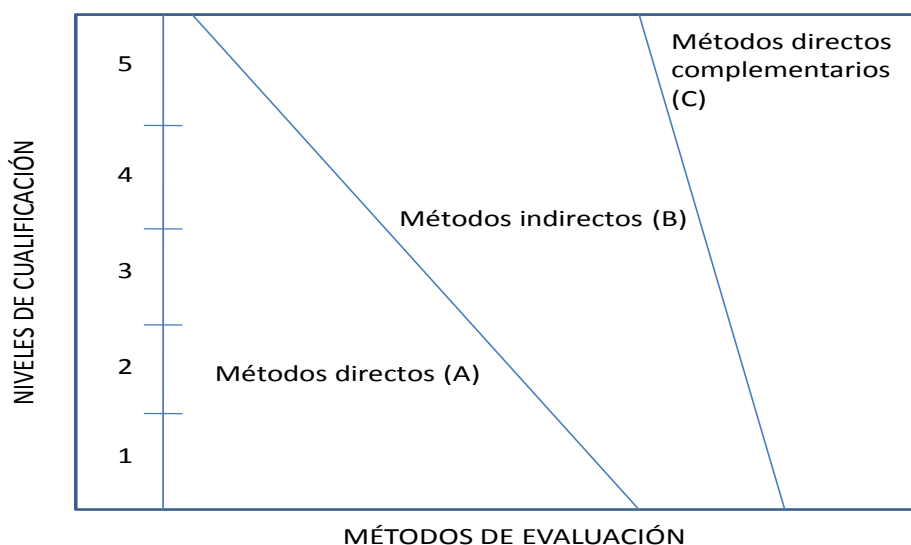 Métodos directos
complementarios
(C)
5
4
Métodos indirectos (B)
3
2
Métodos directos (A)
1
NIVELES DE CUALIFICACIÓN
MÉTODOS DE EVALUACIÓN